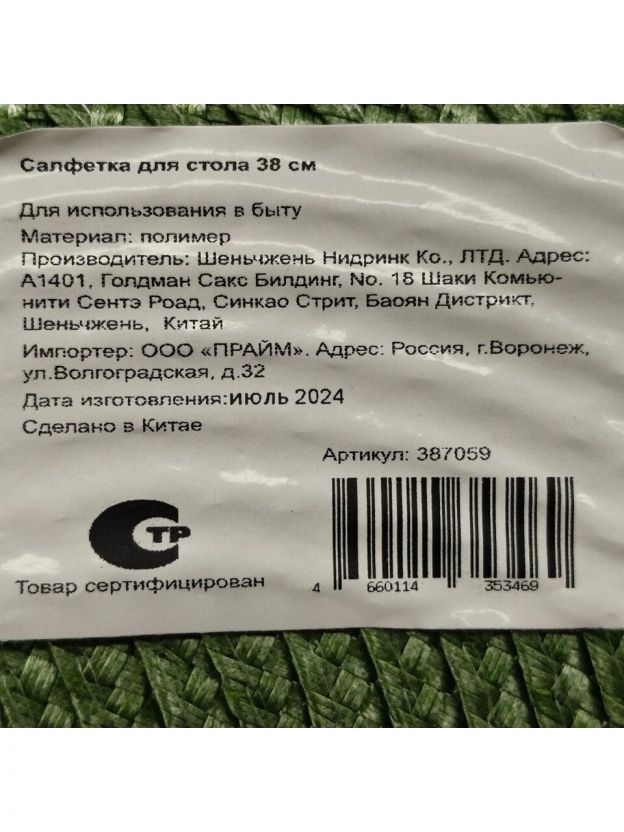 Салфетка для стола 38 см
Для использования в быту
Материал: полимер
Производитель: Шеньчжень Нидринк Ко., ЛТД. Адрес:
А1401, Голдман Сакс Билдинг, No. 18 Шаки Комью-
нити Сентэ Роад, Синкао Стрит, Баоян Дистрикт,
Шеньчжень, Китай
Импортер: ООО «ПРАЙМ». Адрес: Россия, г.Воронеж,
ул.Волгоградская, д.32
Дата изготовления:ИЮЛЬ 2024
Сделано в Китае
Артикул: 387059
СТР
Товар сертифицирован
4 660114 353469